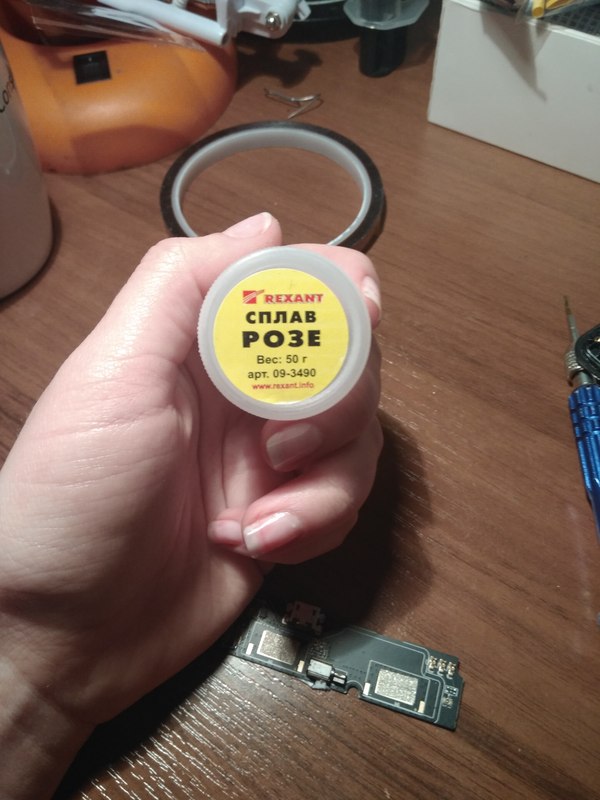 REXANT
СПЛАВ
РОЗЕ
Вес: 50 г
арт. 09-3490
www.rexant.info